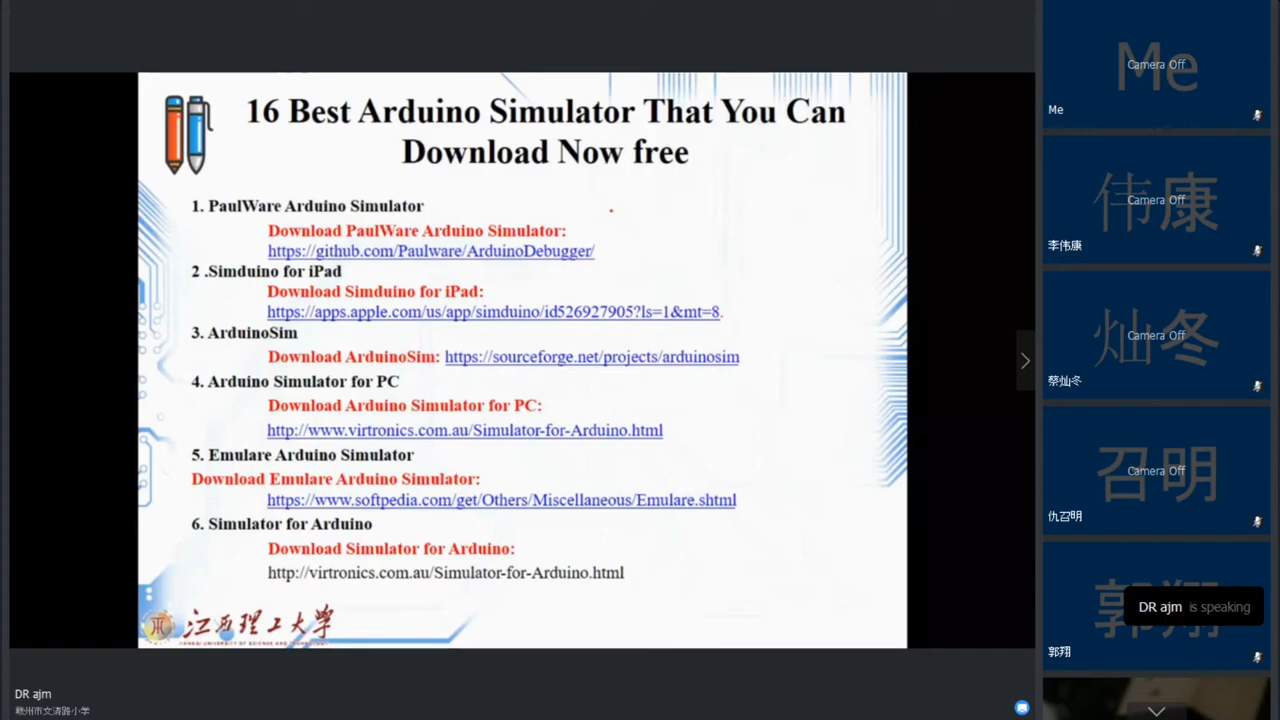 16 Best Arduino Simulator That You Can
Download Now free
1. PaulWare Arduino Simulator
Download PaulWare Arduino Simulator:
https://github.com/Paulware/ArduinoDebugger/
2 .Simduino for iPad
Download Simduino for iPad:
https://apps.apple.com/us/app/simduino/id526927905?ls=1&mt=8.
3. ArduinoSim
Download ArduinoSim: https://sourceforge.net/projects/arduinosim
4. Arduino Simulator for PC
Download Arduino Simulator for PC:
http://www.virtronics.com.au/Simulator-for-Arduino.html
5. Emulare Arduino Simulator
Download Emulare Arduino Simulator:
https://www.softpedia.com/get/Others/Miscellaneous/Emulare.shtml
6. Simulator for Arduino
Download Simulator for Arduino:
http://virtronics.com.au/Simulator-for-Arduino.html
江西理工大学
DR ajm
赣州市文清路小学
Me
Camera Off
Me
伟康
Camera Off
李伟康
灿冬
Camera Off
蔡灿冬
召明
Camera Off
仇召明
郭翔
DR ajm is speaking
郭翔